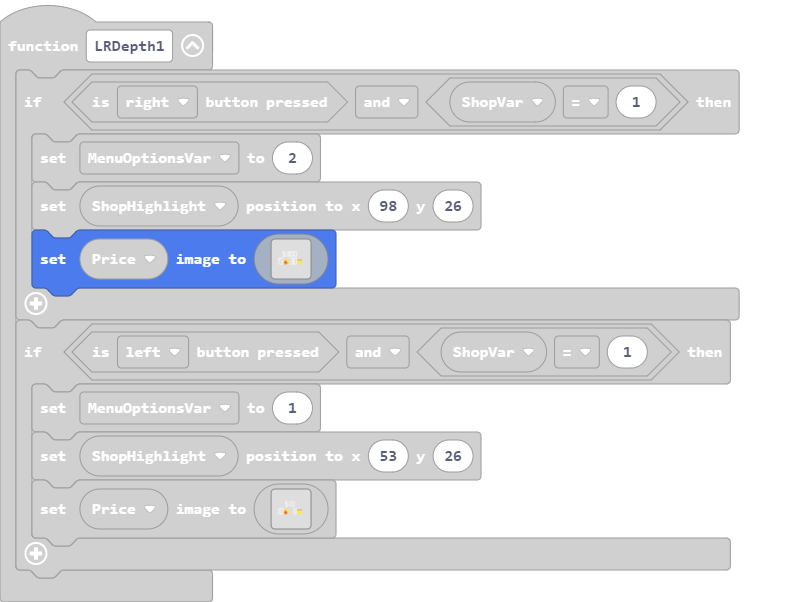 function LRDepth1
if is right button pressed and ShopVar = 1 then
set MenuOptionsVar to 2
set ShopHighlight position to x 98 y 26
set Price image to
if is left button pressed and ShopVar = 1 then
set MenuOptionsVar to 1
set ShopHighlight position to x 53 y 26
set Price image to